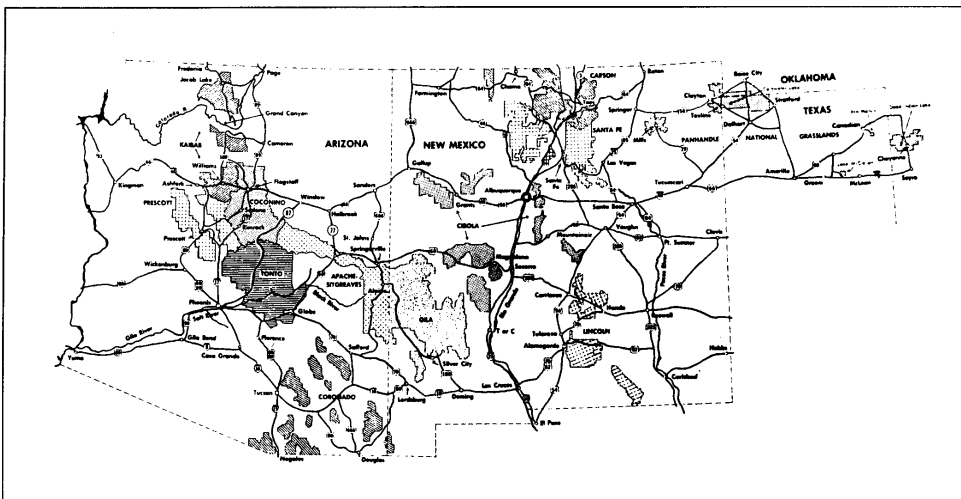 Fredonia
Page
Jacob Lake
Colorado R
Grand Canyon
KAIBAB
Cameron
ARIZONA
Williams
Ashfork
Flagstaff
Kingman
PRESCOTT
COCONINO
Winslow
Sedona
Holbrook
Sanders
Prescott
St. Johns
Springerville
Wickenburg
TONTO
APACHE-
SITGREAVES
Alpine
Phoenix
Salt River
Black River
Globe
Gila River
Gila Bend
Florence
Safford
Casa Grande
Yuma
Tucson
CORONADO
Nogales
Douglas
NEW MEXICO
Chama
CARSON
Raton
Farmington
Springer
SANTA FE
Mills
Las Vegas
Gallup
Santa
Fe
Albuquerque
Grants
CIBOLA
Santa Rosa
Tucumcari
Vaughn
Mountainair
Ft. Sumner
Clovis
Magdalena
Socorro
Rio Grande
Pecos River
Carrizozo
GILA
Hondo
Roswell
T or C
Tularosa
LINCOLN
Alamogordo
Silver City
Hobbs
Carlsbad
Lordsburg
Deming
Las Cruces
El Paso
Boise City
OKLAHOMA
Clayton
Stratford
Texline
TEXAS
Dalhart
PANHANDLE
NATIONAL
GRASSLANDS
Canadian
Cheyenne
Amarillo
Groom
McLean
Sayre